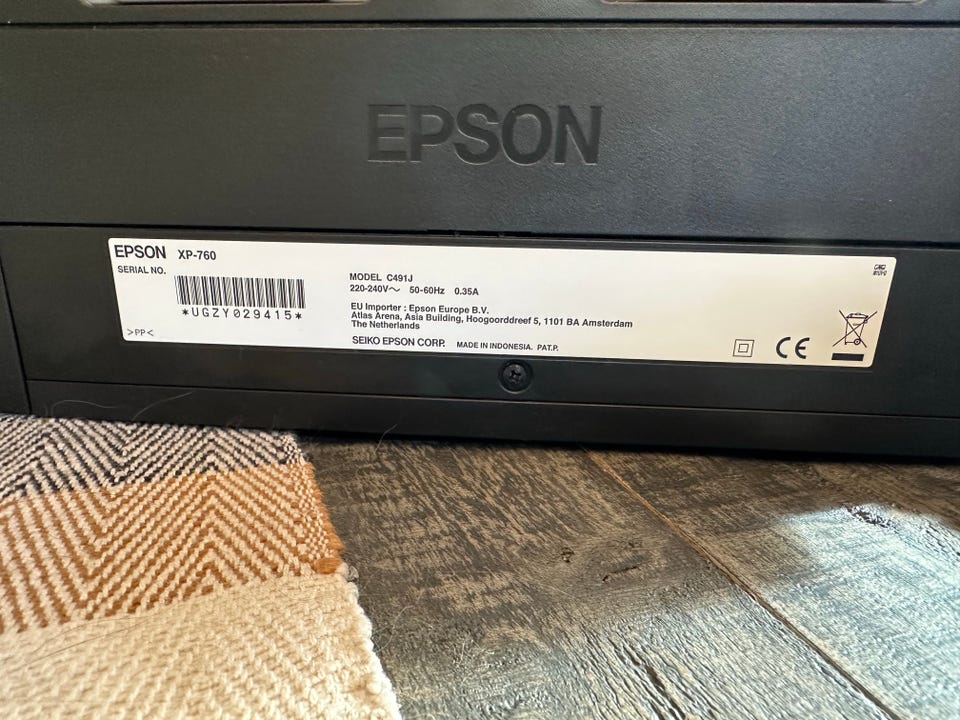 EPSON
EPSON XP-760
SERIAL NO.
*UGZY029415*
>PP<
MODEL C491J
220-240V~ 50-60Hz 0.35A
EU Importer : Epson Europe B.V.
Atlas Arena, Asia Building, Hoogoorddreef 5, 1101 BA Amsterdam
The Netherlands
SEIKO EPSON CORP. MADE IN INDONESIA. PAT.P.
CE